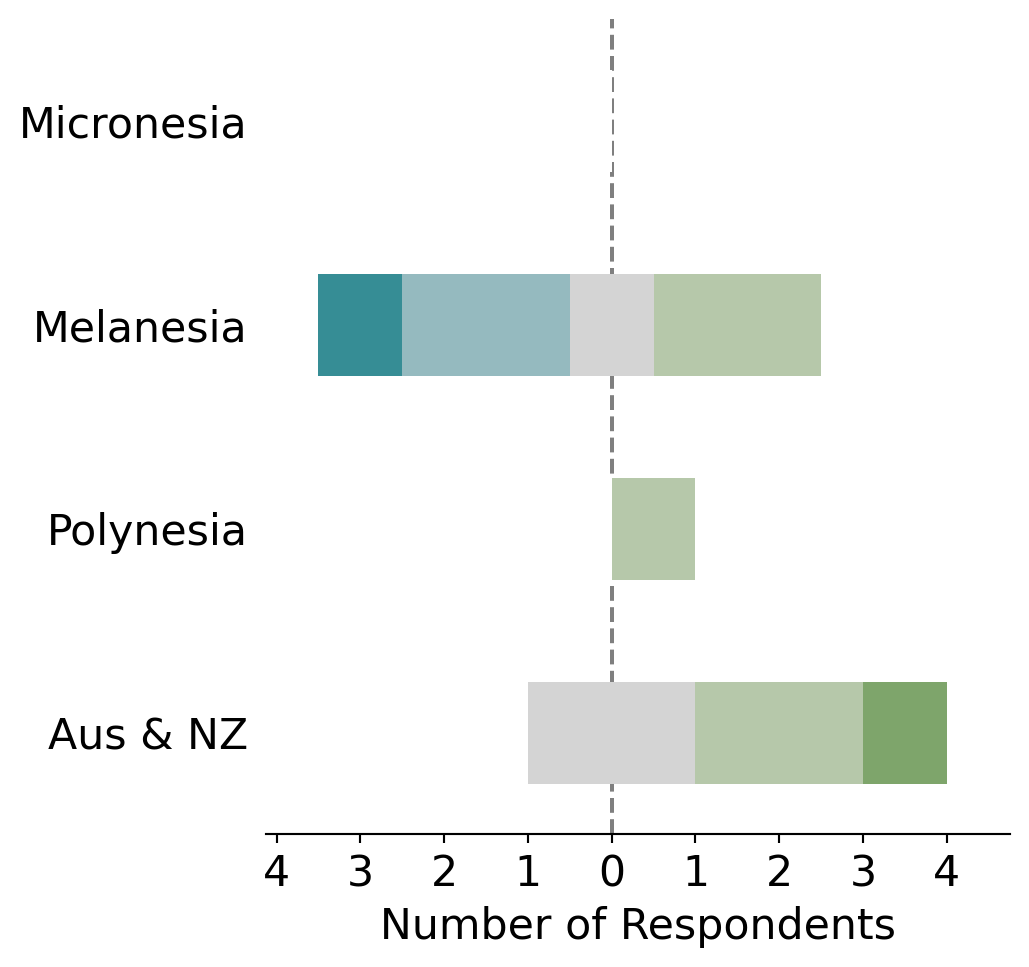 Micronesia
Melanesia
Polynesia
Aus & NZ
4 3 2 1 0 1 2 3 4
Number of Respondents